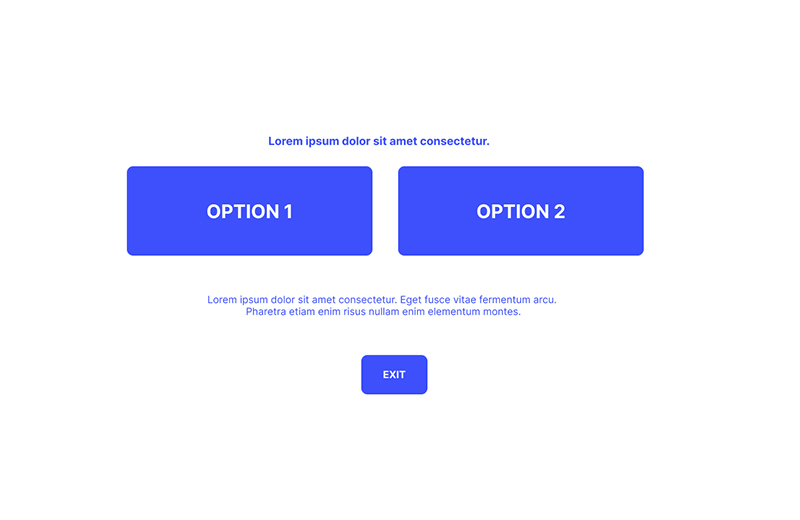 Lorem ipsum dolor sit amet consectetur.
OPTION 1
OPTION 2
Lorem ipsum dolor sit amet consectetur. Eget fusce vitae fermentum arcu.
Pharetra etiam enim risus nullam enim elementum montes.
EXIT